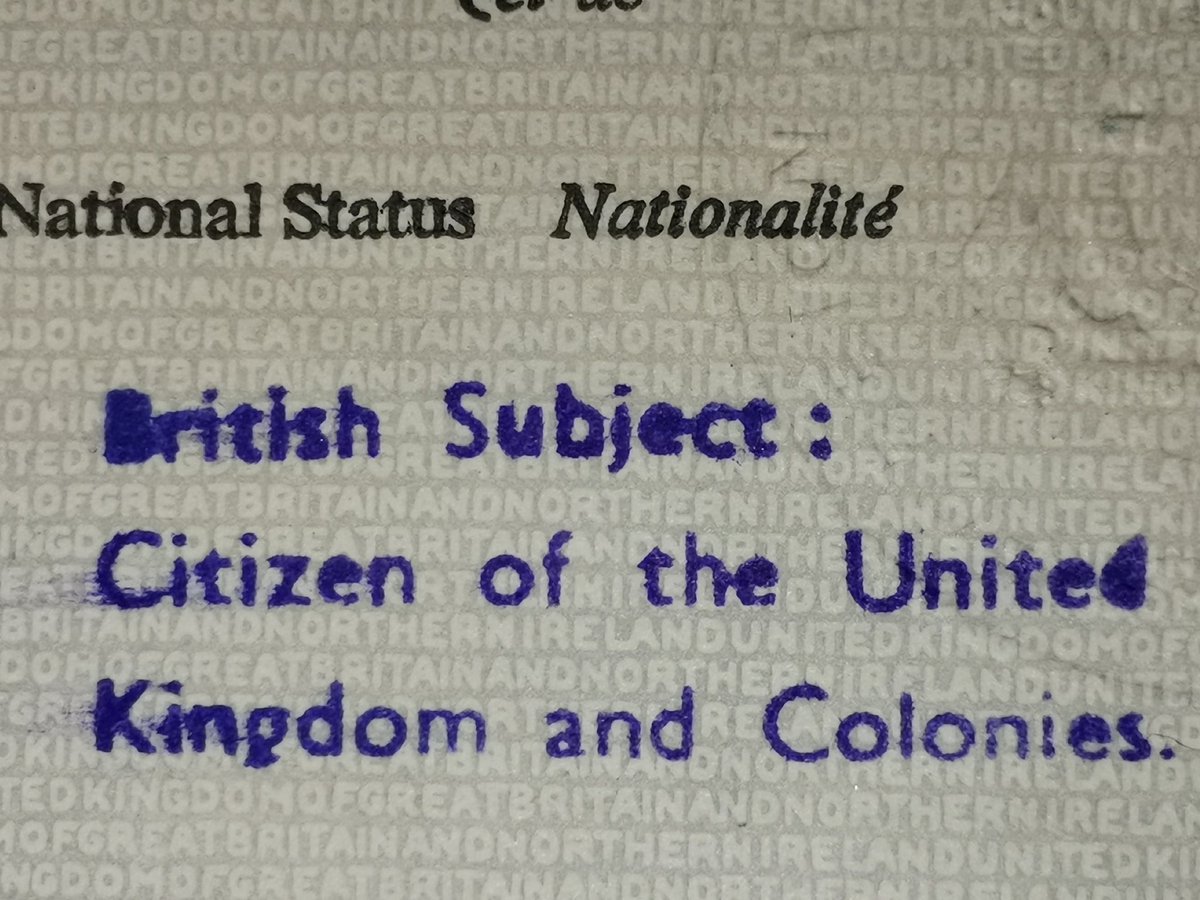 National Status Nationalité
British Subject:
Citizen of the United
Kingdom and Colonies.